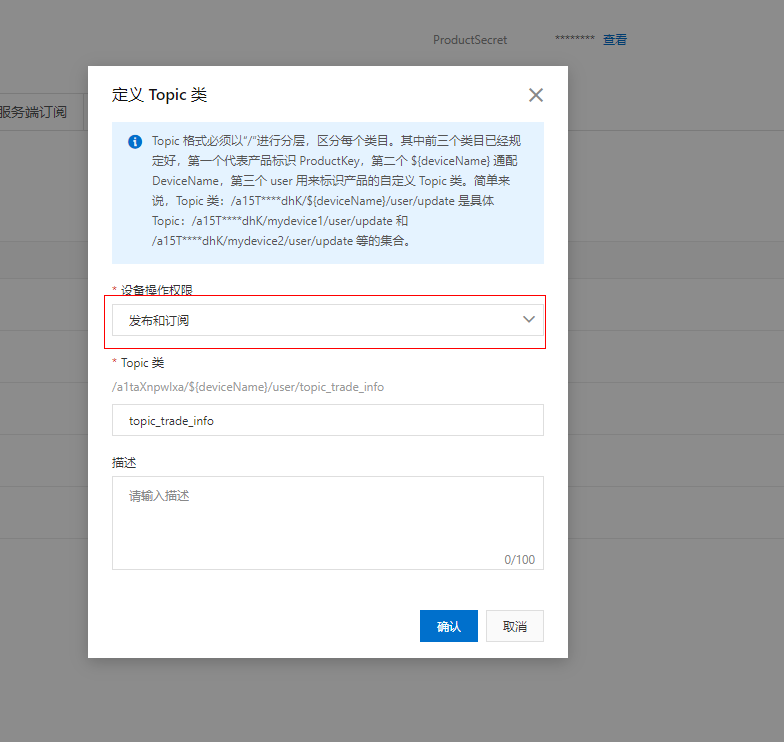 ProductSecret ******** 查看
定义 Topic 类
服务端订阅
Topic 格式必须以“/”进行分层，区分每个类目。其中前三个类目已经规
定好，第一个代表产品标识 ProductKey，第二个 ${deviceName} 通配
DeviceName，第三个 user 用来标识产品的自定义 Topic 类。简单来
说，Topic 类：/a15T****dhK/${deviceName}/user/update 是具体
Topic：/a15T****dhK/mydevice1/user/update 和
/a15T****dhK/mydevice2/user/update 等的集合。
* 设备操作权限
发布和订阅
* Topic 类
/a1taXnpwIxa/${deviceName}/user/topic_trade_info
topic_trade_info
描述
请输入描述
0/100
确认 取消